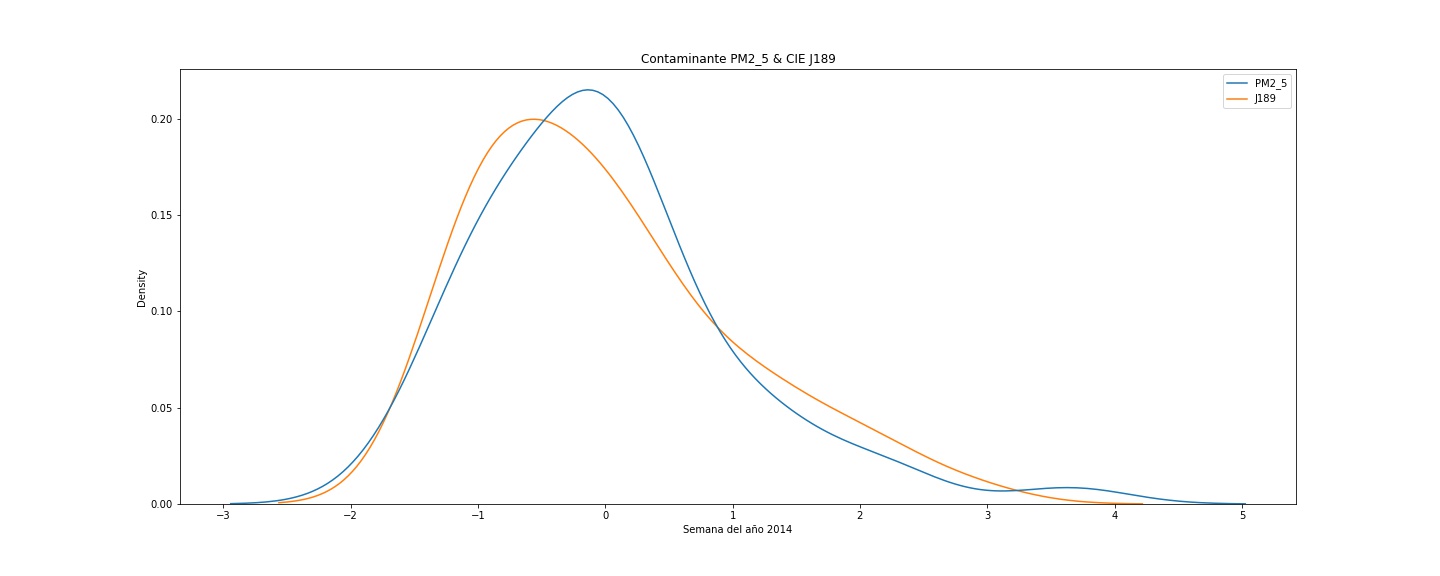 Contaminante PM2_5 & CIE J189
PM2_5
J189
0.20
0.15
0.10
0.05
0.00
Density
−3 −2 −1 0 1 2 3 4 5
Semana del año 2014